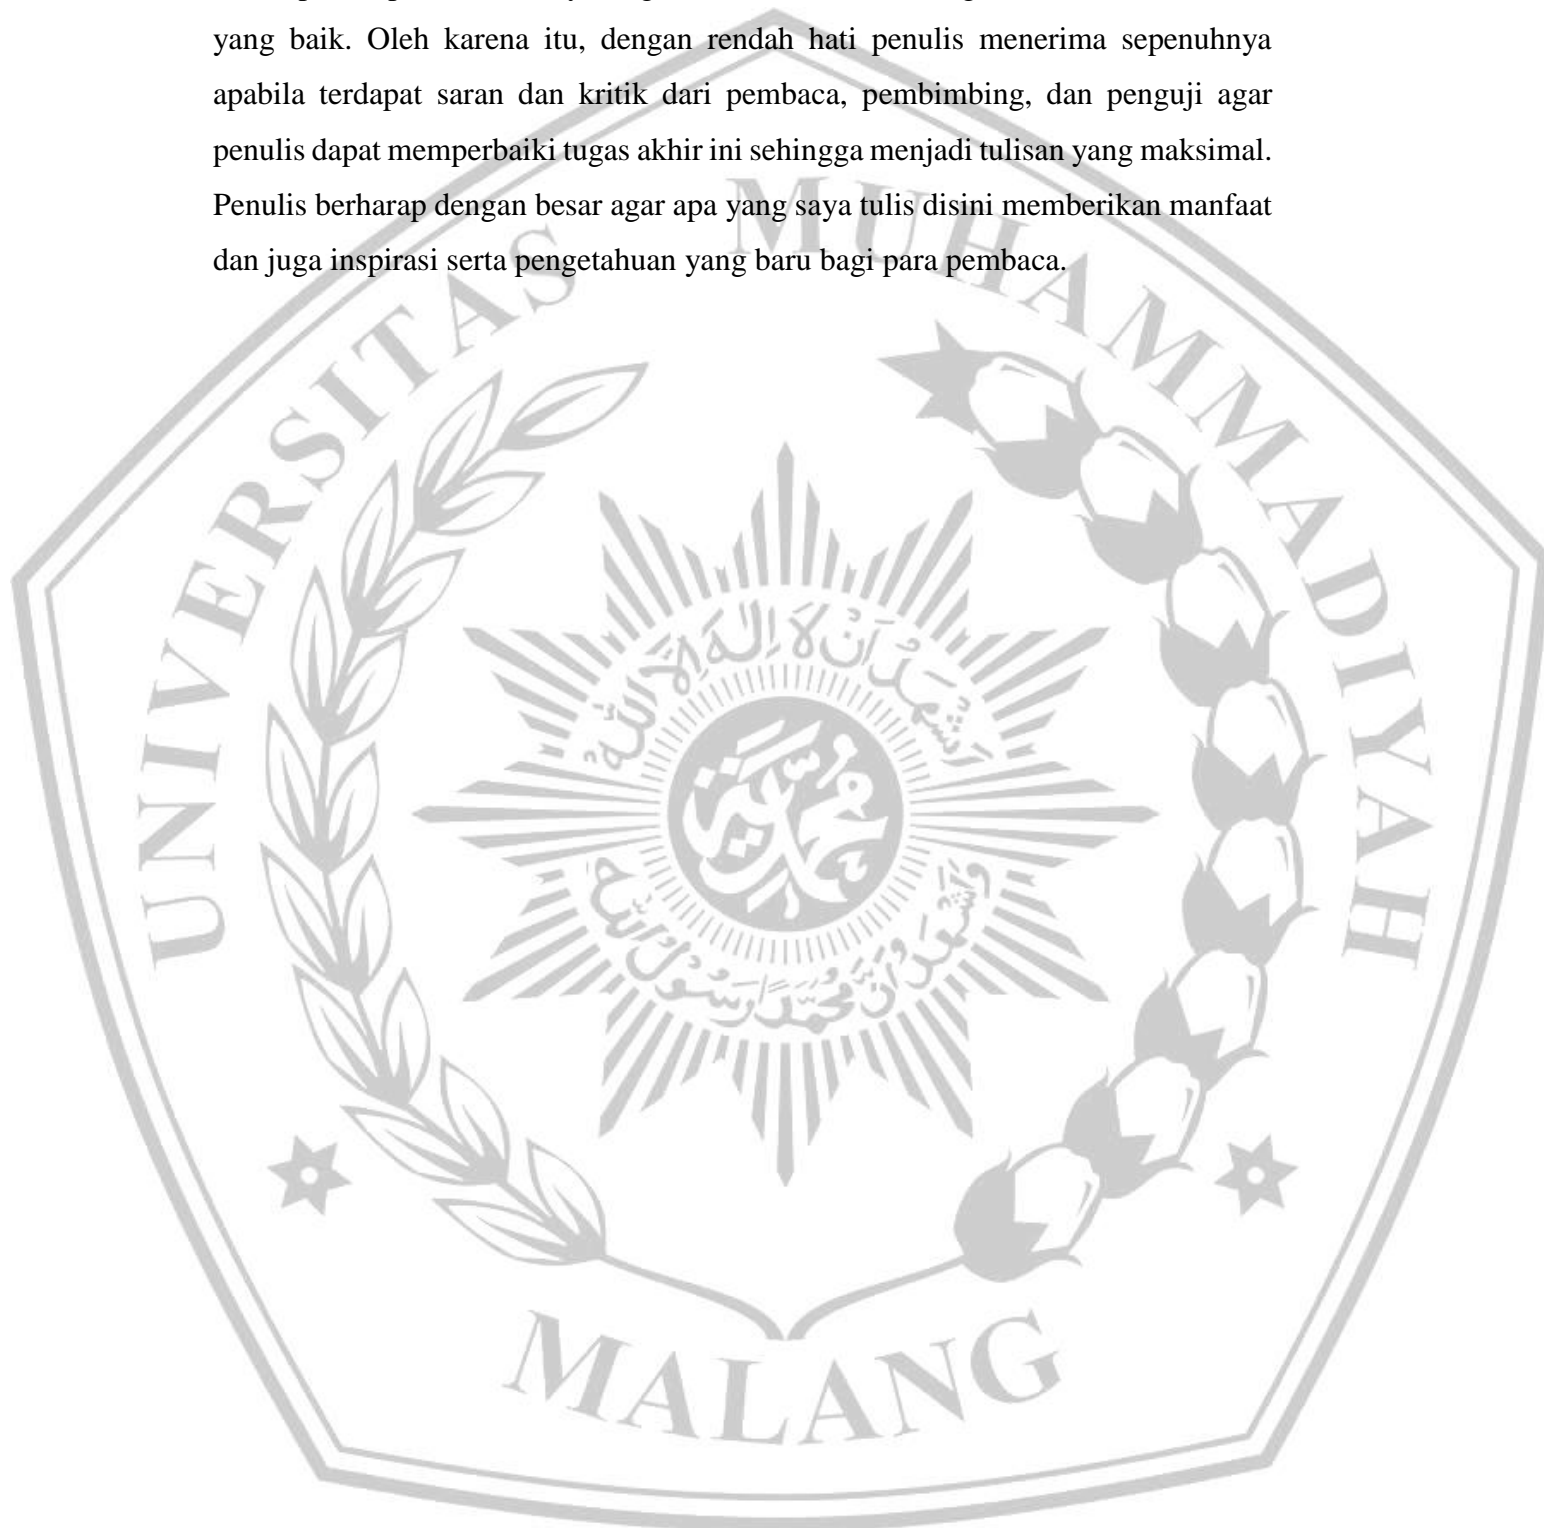 yang baik. Oleh karena itu, dengan rendah hati penulis menerima sepenuhnya
apabila terdapat saran dan kritik dari pembaca, pembimbing, dan penguji agar
penulis dapat memperbaiki tugas akhir ini sehingga menjadi tulisan yang maksimal.
Penulis berharap dengan besar agar apa yang saya tulis disini memberikan manfaat
dan juga inspirasi serta pengetahuan yang baru bagi para pembaca.
UNIVERSITAS MUHAMMADIYAH
اَشْهَدُ اَنْ لَا اِلٰهَ اِلَّا اللهُ
محمدية
وَاَشْهَدُ اَنَّ مُحَمَّدًا رَسُوْلُ اللهِ
MALANG